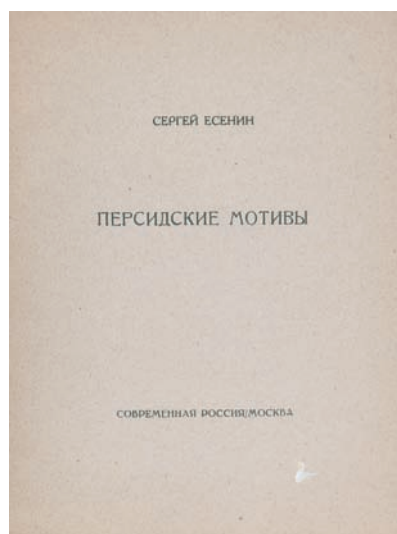 СЕРГЕЙ ЕСЕНИН
ПЕРСИДСКИЕ МОТИВЫ
СОВРЕМЕННАЯ РОССИЯ/МОСКВА